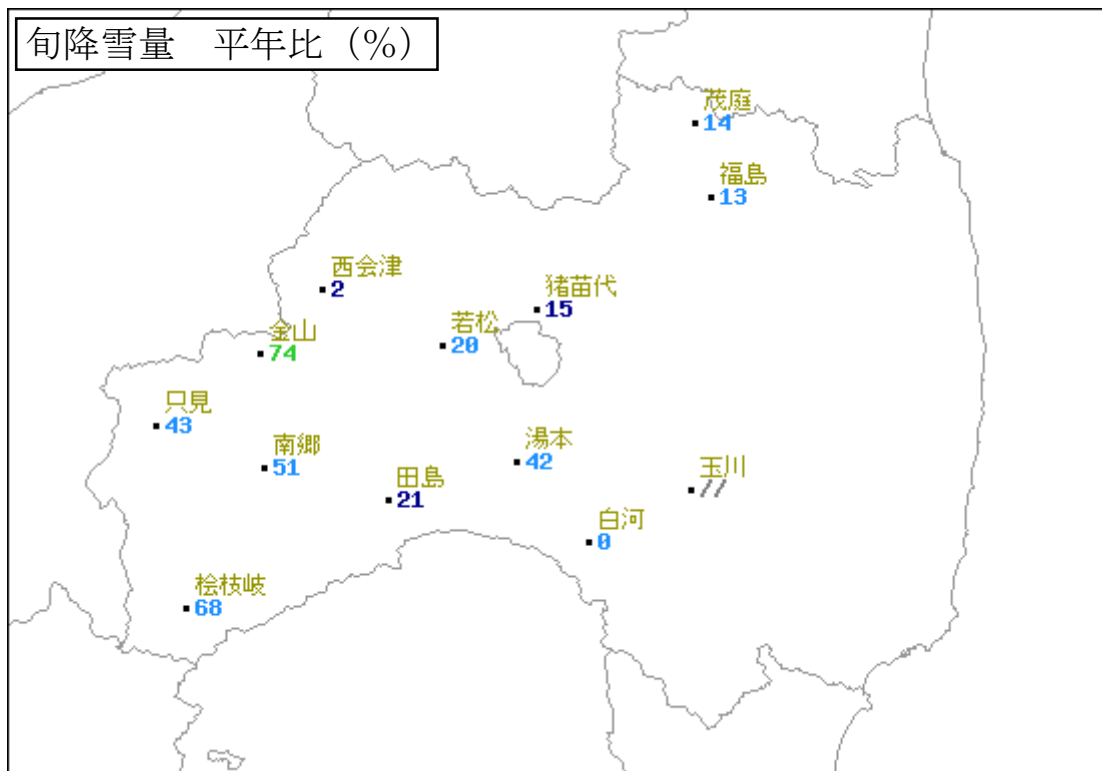 旬降雪量　平年比（％）
茂庭
14
福島
13
西会津
2
猪苗代
15
若松
20
金山
74
只見
43
南郷
51
湯本
42
田島
21
玉川
//
白河
0
桧枝岐
68